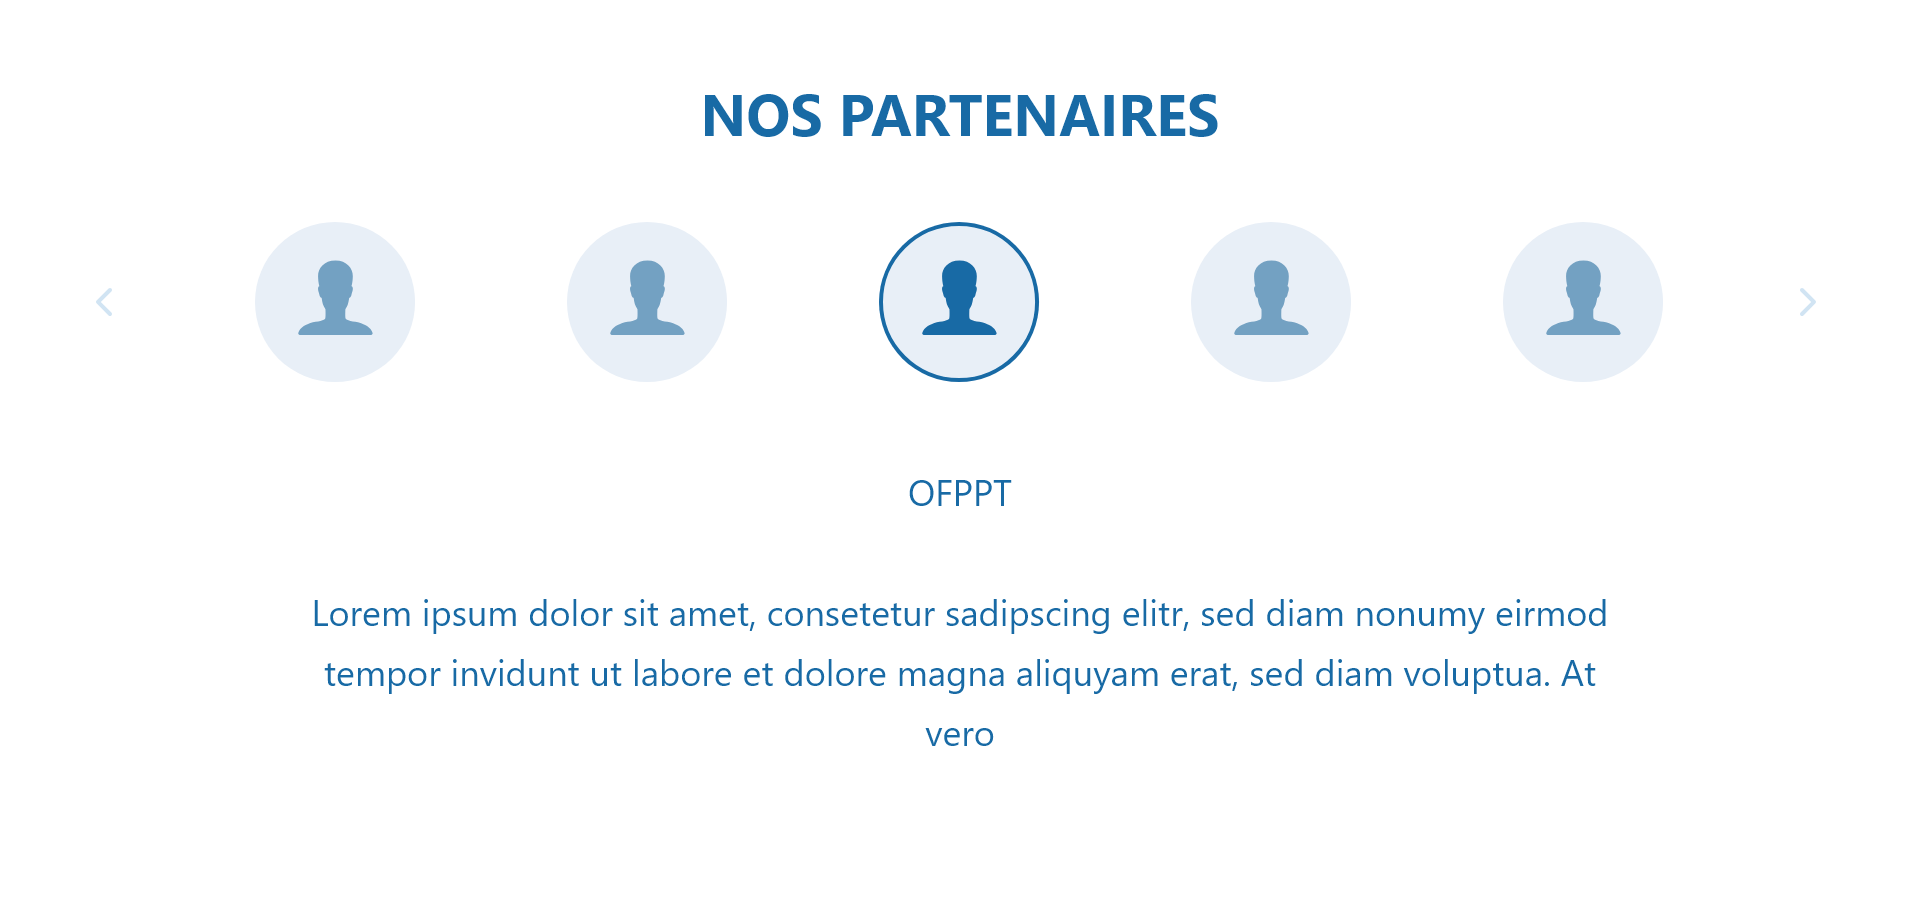 NOS PARTENAIRES
OFPPT
Lorem ipsum dolor sit amet, consetetur sadipscing elitr, sed diam nonumy eirmod
tempor invidunt ut labore et dolore magna aliquyam erat, sed diam voluptua. At
vero